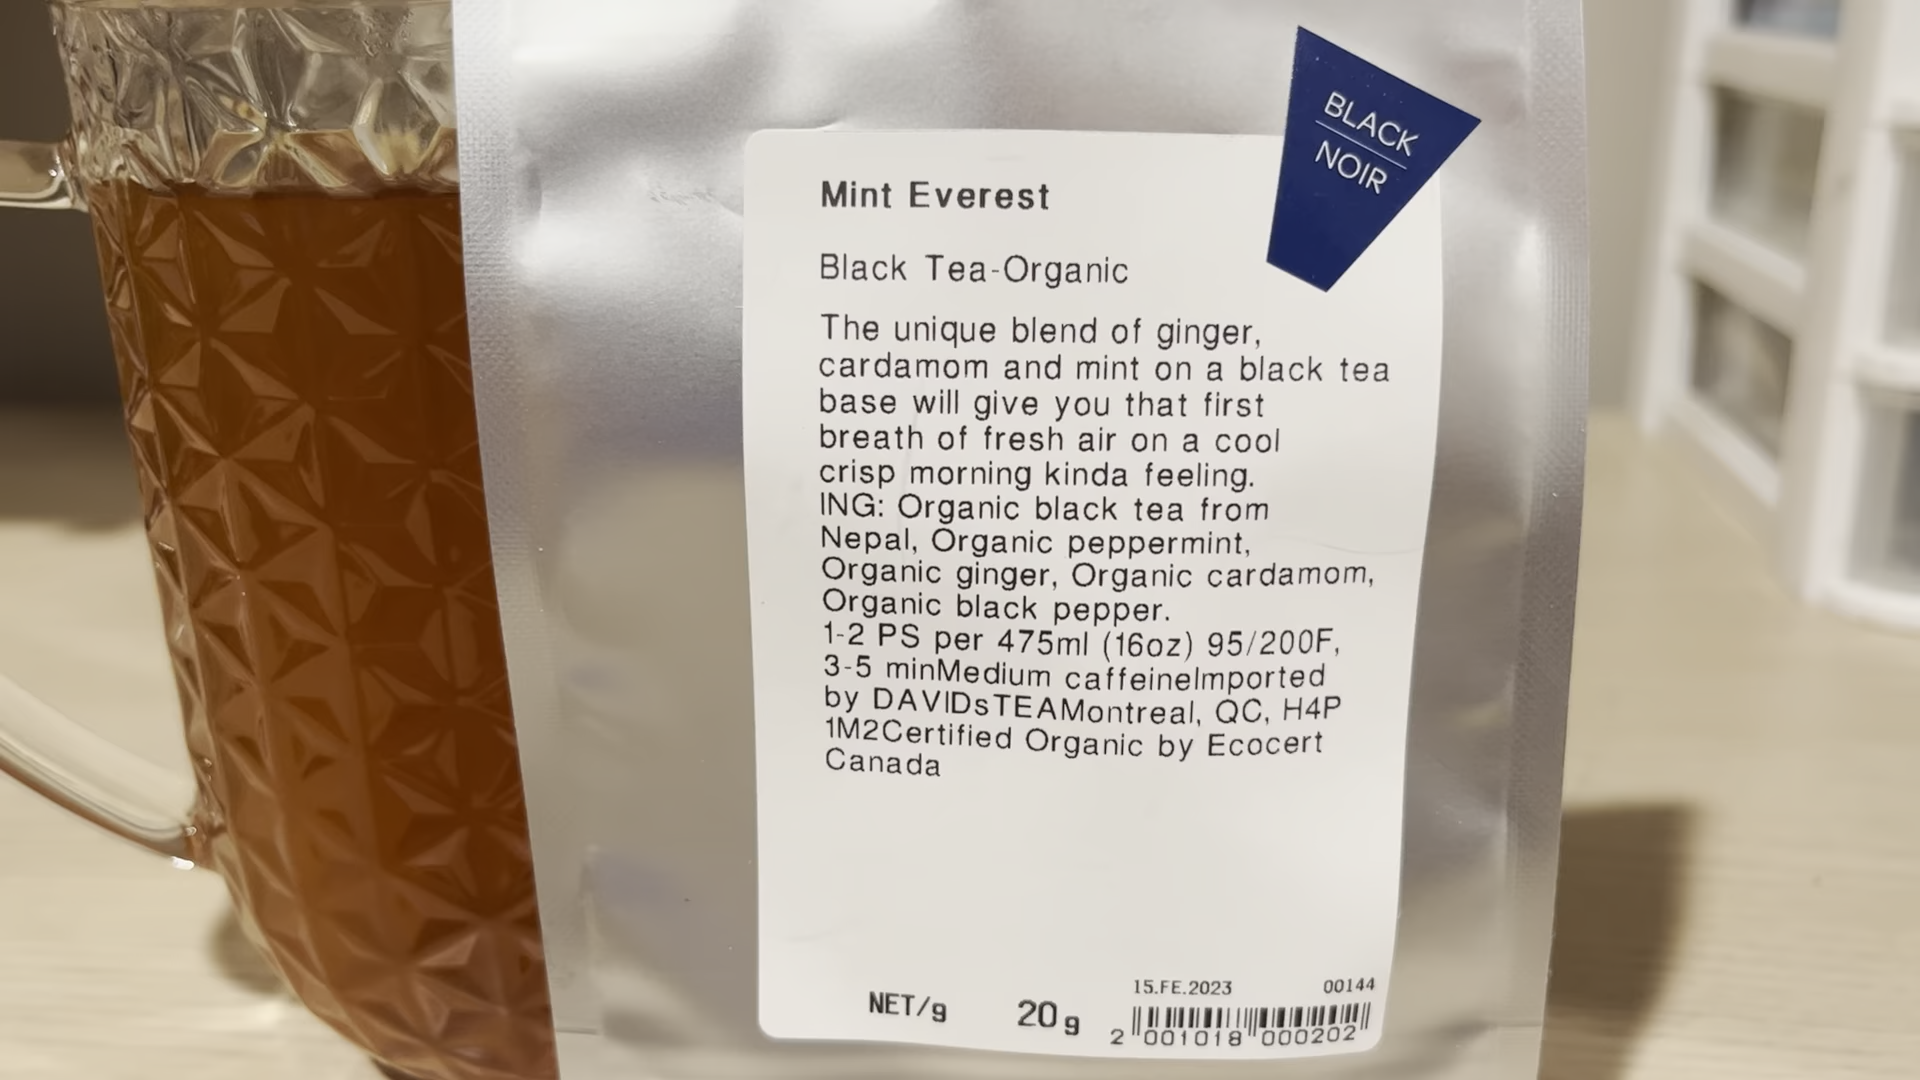 BLACK
NOIR
Mint Everest
Black Tea-Organic
The unique blend of ginger,
cardamom and mint on a black tea
base will give you that first
breath of fresh air on a cool
crisp morning kinda feeling.
ING: Organic black tea from
Nepal, Organic peppermint,
Organic ginger, Organic cardamom,
Organic black pepper.
1-2 PS per 475ml (16oz) 95/200F,
3-5 minMedium caffeineImported
by DAVIDsTEAMontreal, QC, H4P
1M2Certified Organic by Ecocert
Canada
15.FE.2023 00144
NET/g 20 g
2 001018 000202